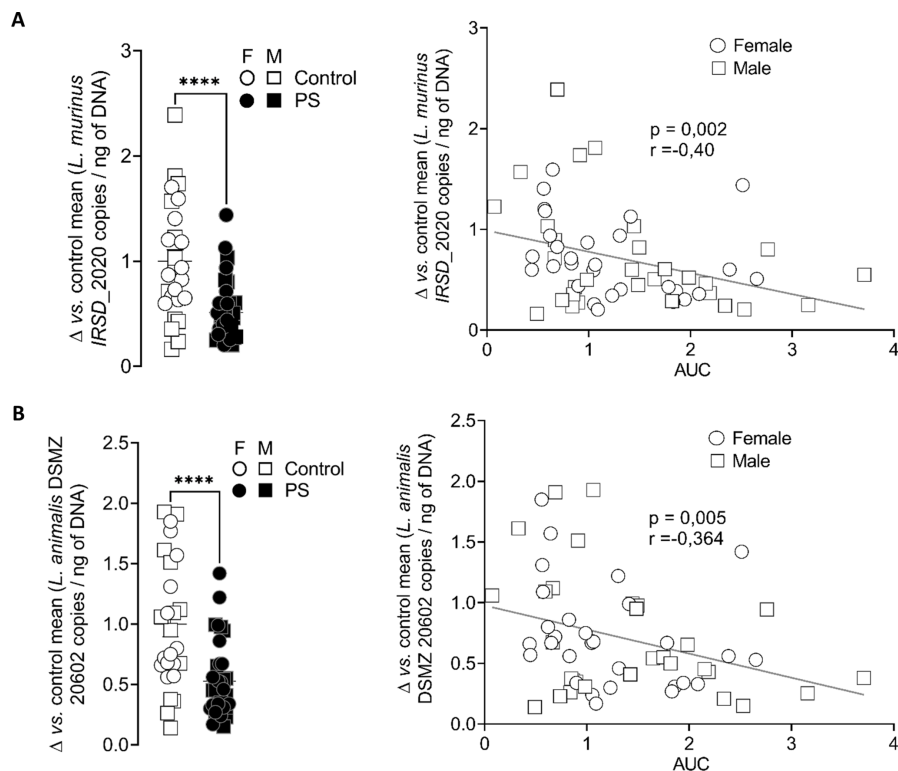 A
Δ vs. control mean (L. murinus
IRSD_2020 copies / ng of DNA)
3
2
1
0
****
F M
Control
PS
Δ vs. control mean (L. murinus
IRSD_2020 copies / ng of DNA)
3
2
1
0
Female
Male
p = 0,002
r =-0,40
0 1 2 3 4
AUC
B
Δ vs. control mean (L. animalis DSMZ
20602 copies / ng of DNA)
2.5
2.0
1.5
1.0
0.5
0.0
****
F M
Control
PS
Δ vs. control mean (L. animalis
DSMZ 20602 copies / ng of DNA)
2.5
2.0
1.5
1.0
0.5
0.0
Female
Male
p = 0,005
r =-0,364
0 1 2 3 4
AUC